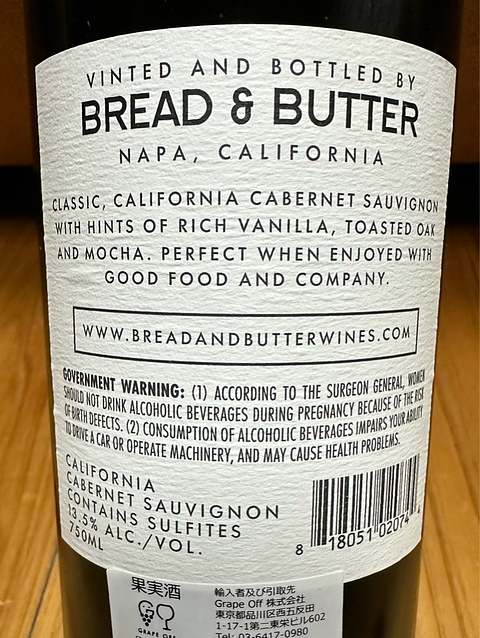 VINTED AND BOTTLED BY
BREAD & BUTTER
NAPA, CALIFORNIA
CLASSIC, CALIFORNIA CABERNET SAUVIGNON
WITH HINTS OF RICH VANILLA, TOASTED OAK
AND MOCHA. PERFECT WHEN ENJOYED WITH
GOOD FOOD AND COMPANY.
WWW.BREADANDBUTTERWINES.COM
GOVERNMENT WARNING: (1) ACCORDING TO THE SURGEON GENERAL, WOMEN
SHOULD NOT DRINK ALCOHOLIC BEVERAGES DURING PREGNANCY BECAUSE OF THE RISK
OF BIRTH DEFECTS. (2) CONSUMPTION OF ALCOHOLIC BEVERAGES IMPAIRS YOUR ABILITY
TO DRIVE A CAR OR OPERATE MACHINERY, AND MAY CAUSE HEALTH PROBLEMS.
CALIFORNIA
CABERNET SAUVIGNON
CONTAINS SULFITES
13.5% ALC./VOL.
750ML
8 18051 02074
果実酒
GRAPE OFF
輸入者及び引取先
Grape Off 株式会社
東京都品川区西五反田
1-17-1第二東栄ビル602
Tel: 03-6417-0980